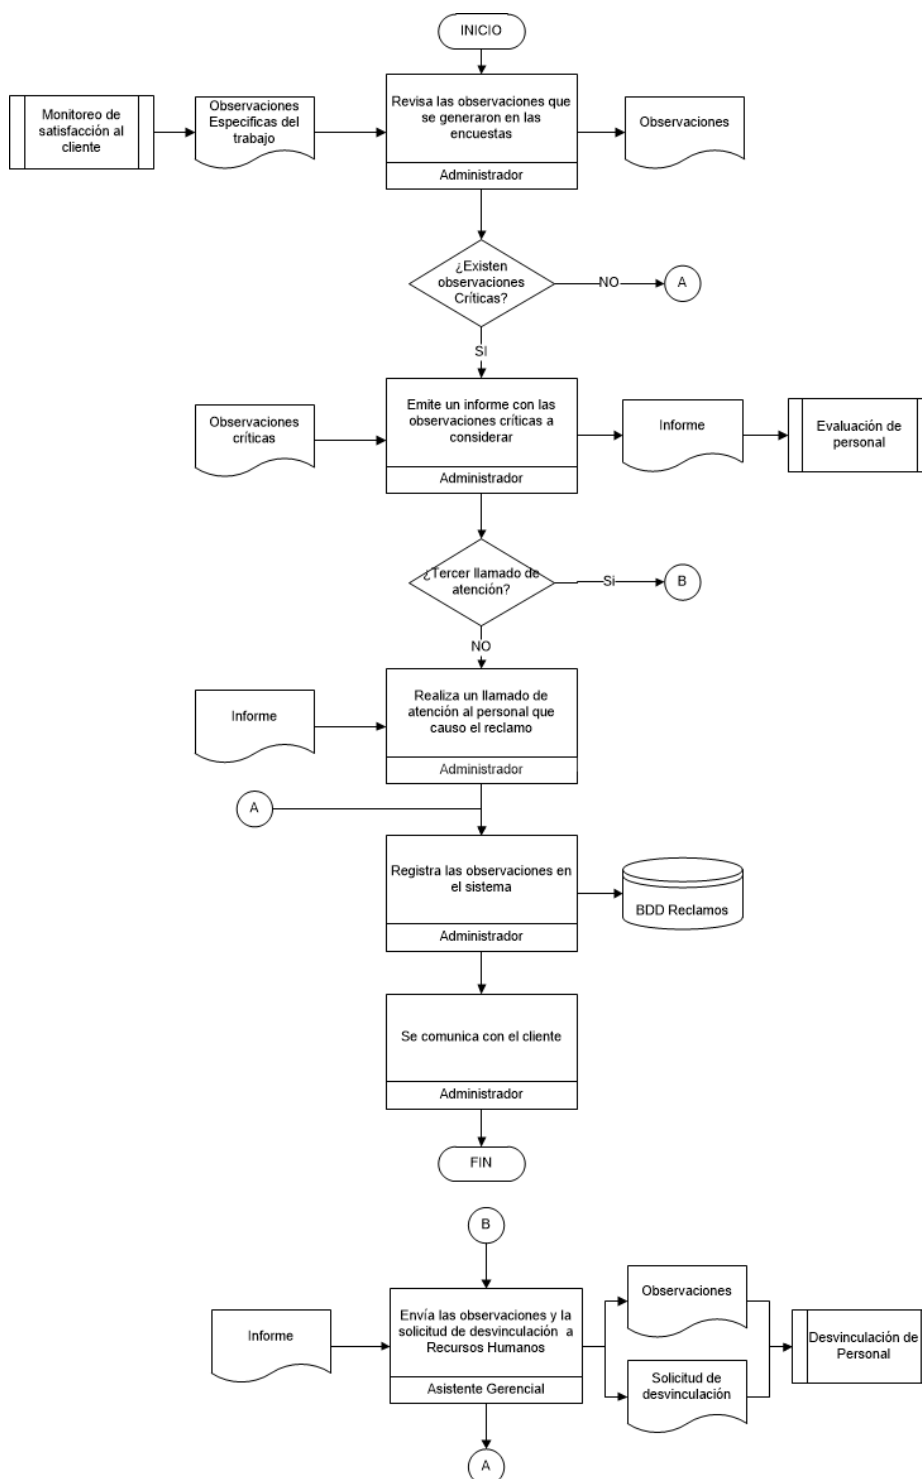 INICIO
Monitoreo de
satisfacción al
cliente
Observaciones
Especificas del
trabajo
Revisa las observaciones que
se generaron en las
encuestas
Administrador
Observaciones
¿Existen
observaciones
Críticas?
NO
A
SI
Observaciones
críticas
Emite un informe con las
observaciones críticas a
considerar
Administrador
Informe
Evaluación de
personal
¿Tercer llamado de
atención?
Si
B
NO
Informe
Realiza un llamado de
atención al personal que
causo el reclamo
Administrador
A
Registra las observaciones en
el sistema
Administrador
BDD Reclamos
Se comunica con el cliente
Administrador
FIN
B
Informe
Envía las observaciones y la
solicitud de desvinculación a
Recursos Humanos
Asistente Gerencial
Observaciones
Solicitud de
desvinculación
Desvinculación de
Personal
A